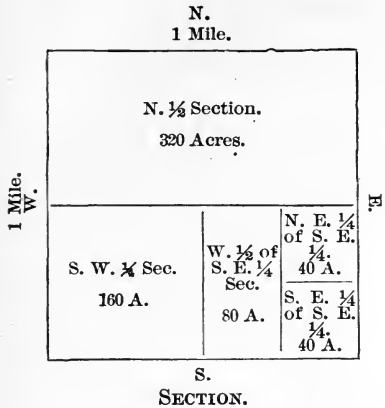 N.
1 Mile.
N. ½ Section.
320 Acres.
1 Mile.
W.
E.
S. W. ¼ Sec.
160 A.
W. ½ of
S. E. ¼
Sec.
80 A.
N. E. ¼
of S. E.
¼.
40 A.
S. E. ¼
of S. E.
¼.
40 A.
S.
SECTION.